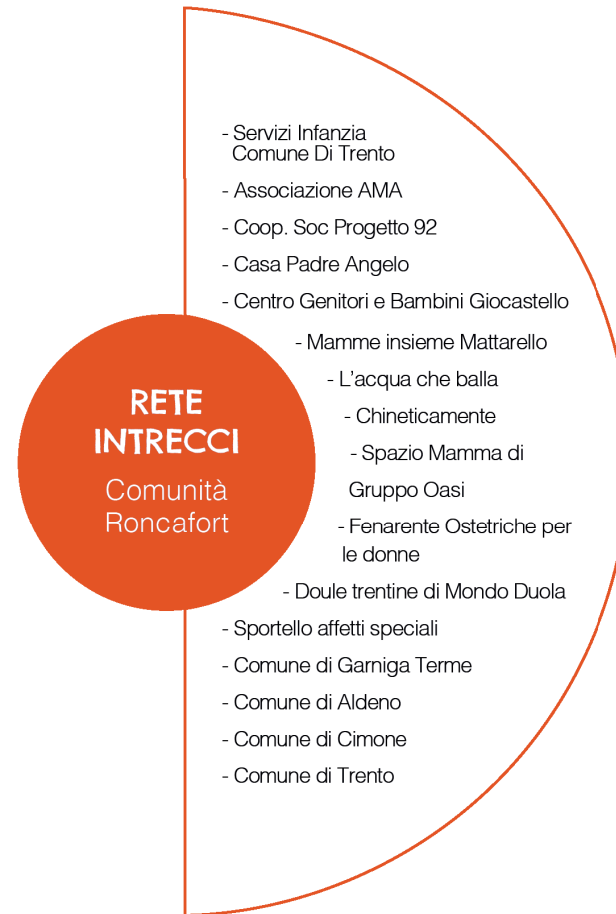 RETE
INTRECCI
Comunità
Roncafort
- Servizi Infanzia
Comune Di Trento
- Associazione AMA
- Coop. Soc Progetto 92
- Casa Padre Angelo
- Centro Genitori e Bambini Giocastello
- Mamme insieme Mattarello
- L'acqua che balla
- Chineticamente
- Spazio Mamma di
Gruppo Oasi
- Fenarente Ostetriche per
le donne
- Doule trentine di Mondo Duola
- Sportello affetti speciali
- Comune di Garniga Terme
- Comune di Aldeno
- Comune di Cimone
- Comune di Trento